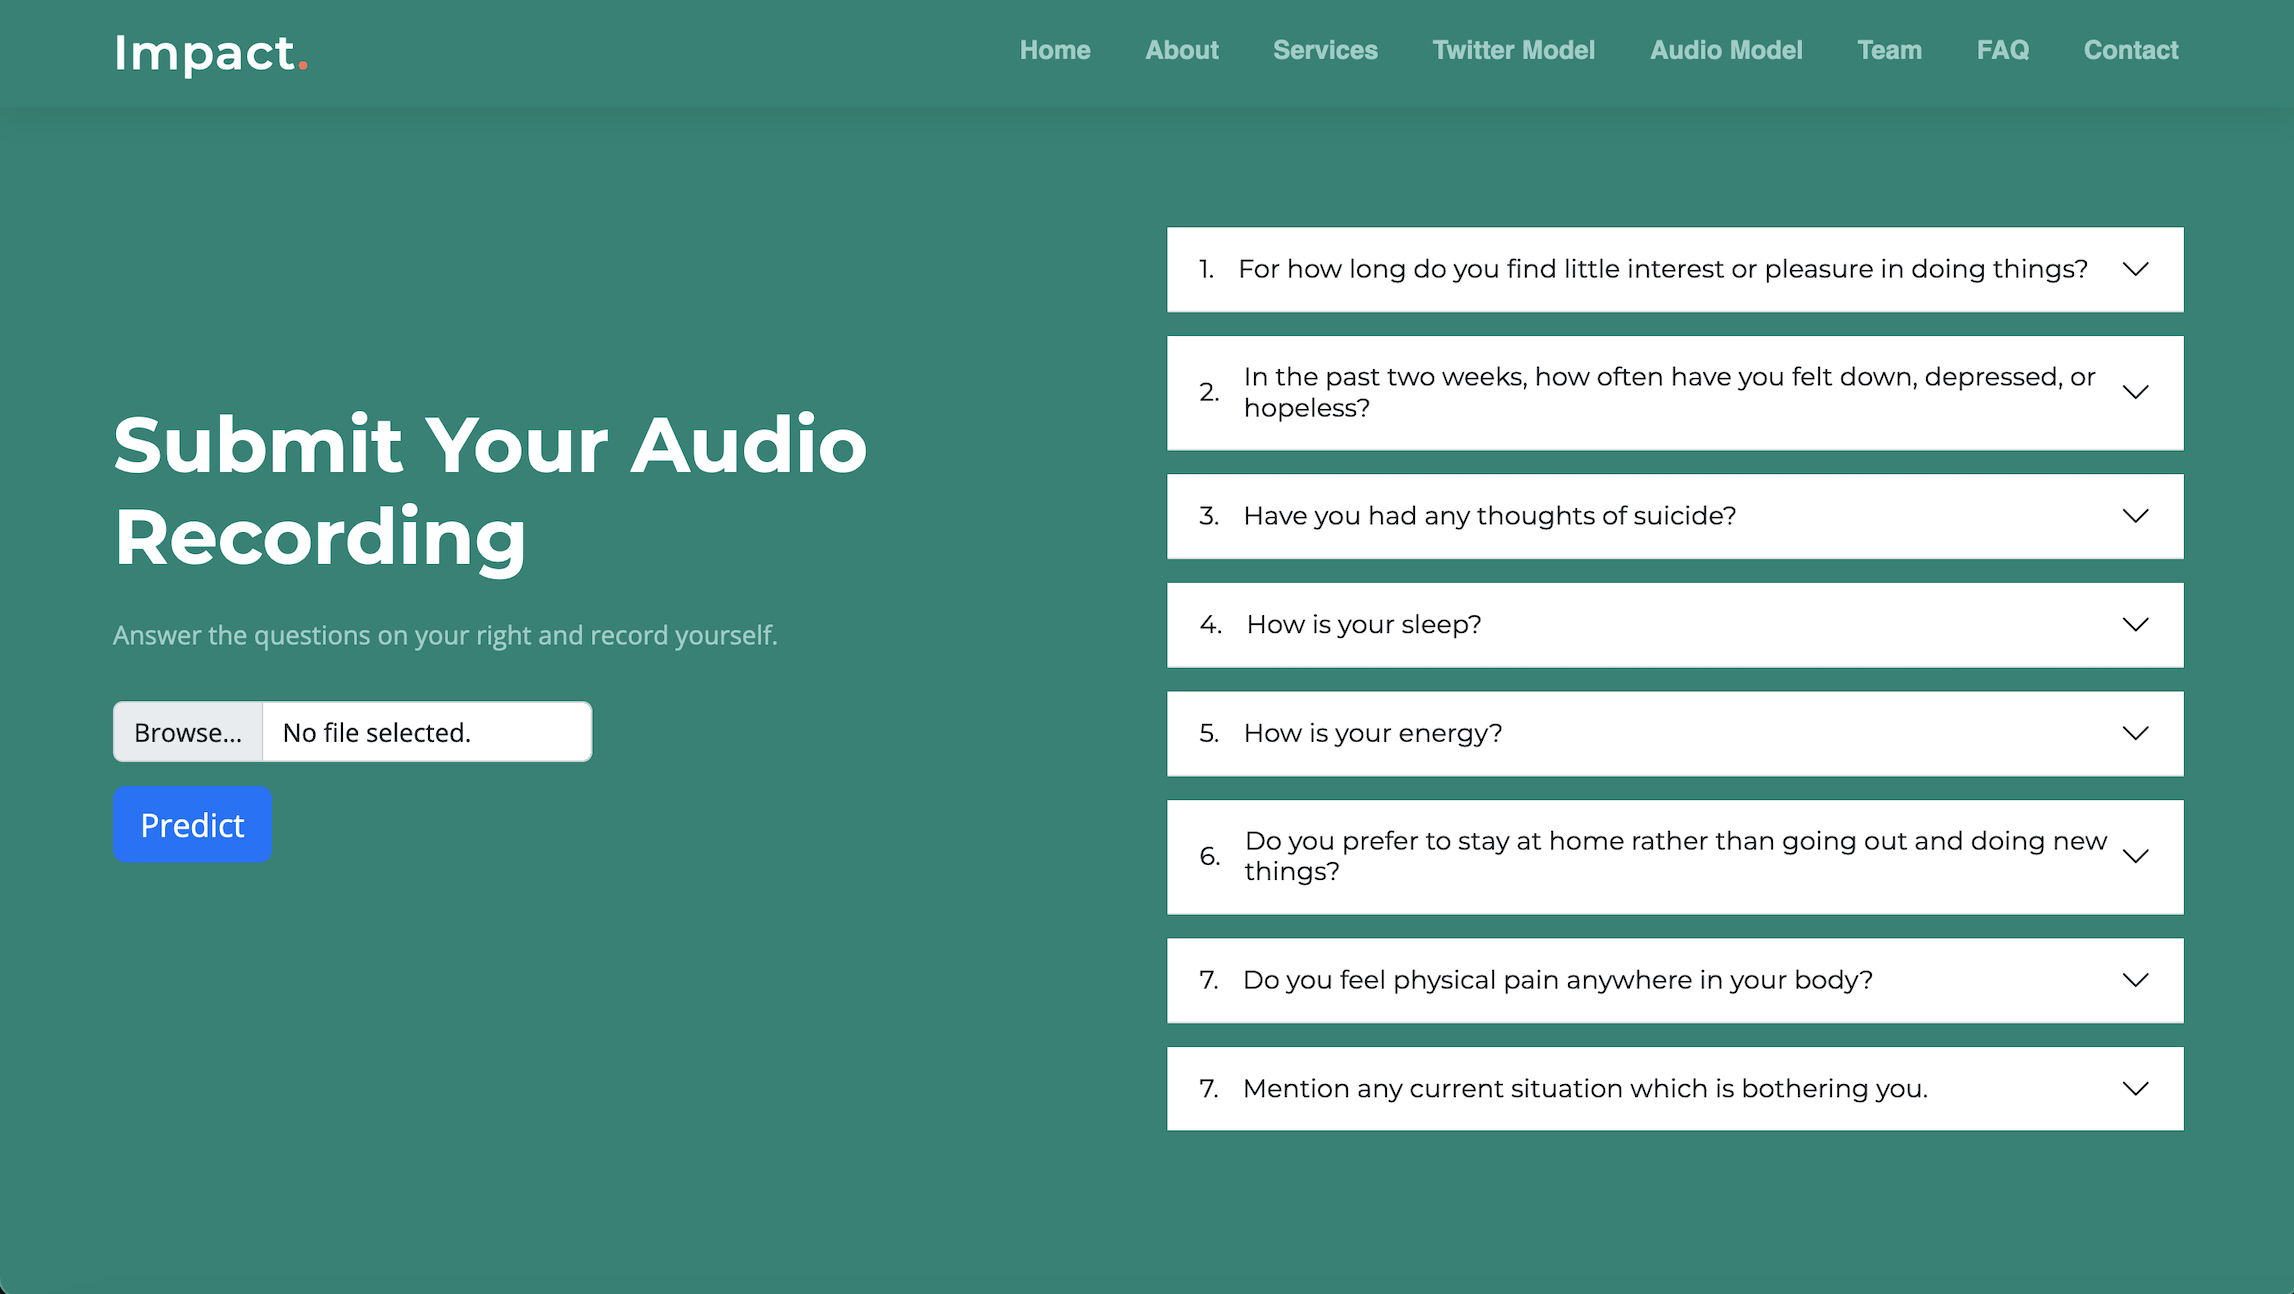 Impact.
Home About Services Twitter Model Audio Model Team FAQ Contact
Submit Your Audio
Recording
Answer the questions on your right and record yourself.
Browse... No file selected.
Predict
1. For how long do you find little interest or pleasure in doing things?
2. In the past two weeks, how often have you felt down, depressed, or
hopeless?
3. Have you had any thoughts of suicide?
4. How is your sleep?
5. How is your energy?
6. Do you prefer to stay at home rather than going out and doing new
things?
7. Do you feel physical pain anywhere in your body?
7. Mention any current situation which is bothering you.